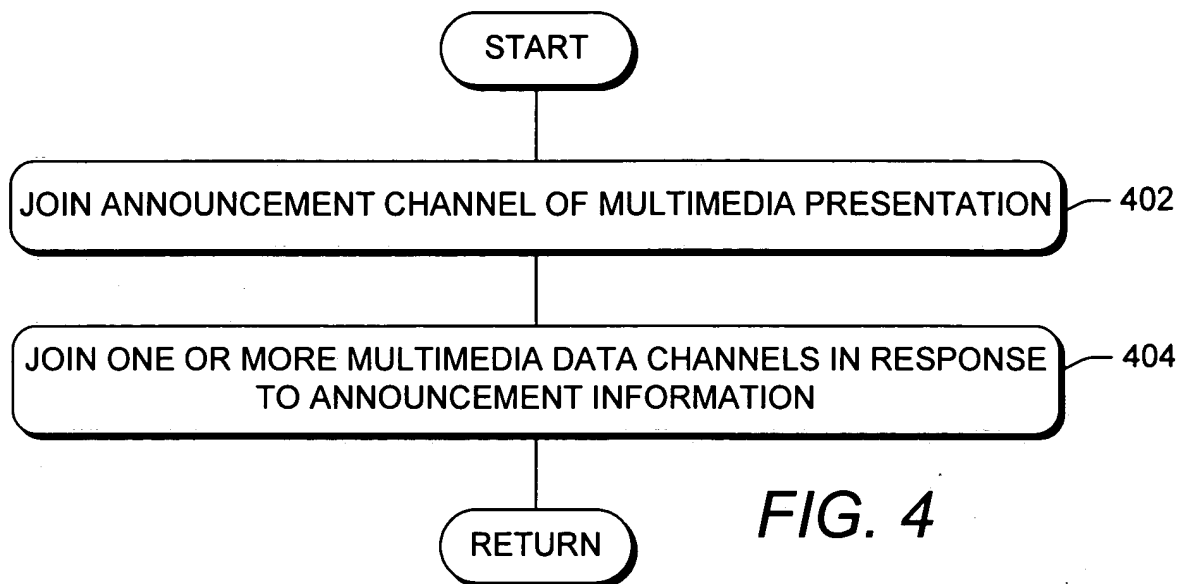 START
JOIN ANNOUNCEMENT CHANNEL OF MULTIMEDIA PRESENTATION
402
JOIN ONE OR MORE MULTIMEDIA DATA CHANNELS IN RESPONSE
TO ANNOUNCEMENT INFORMATION
404
RETURN
FIG. 4